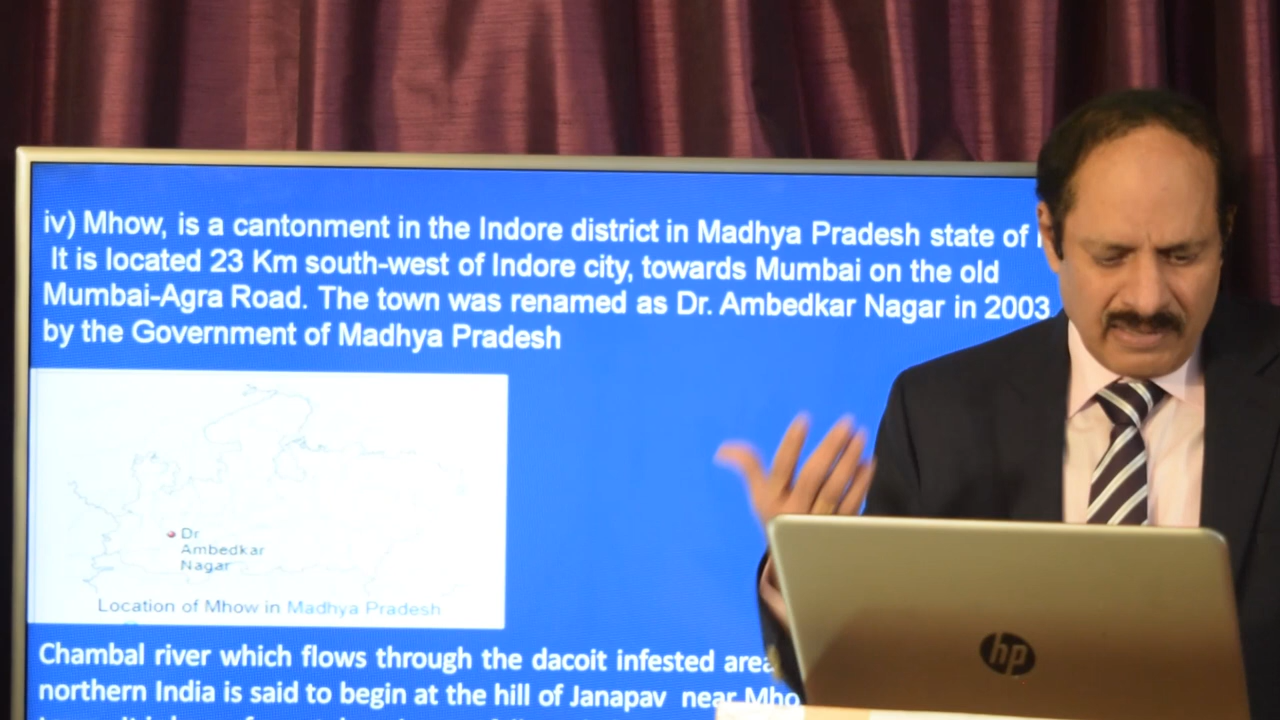 iv) Mhow, is a cantonment in the Indore district in Madhya Pradesh state of
It is located 23 Km south-west of Indore city, towards Mumbai on the old
Mumbai-Agra Road. The town was renamed as Dr. Ambedkar Nagar in 2003
by the Government of Madhya Pradesh
Dr
Ambedkar
Nagar
Location of Mhow in Madhya Pradesh
Chambal river which flows through the dacoit infested area
northern India is said to begin at the hill of Janapav near Mho
hp